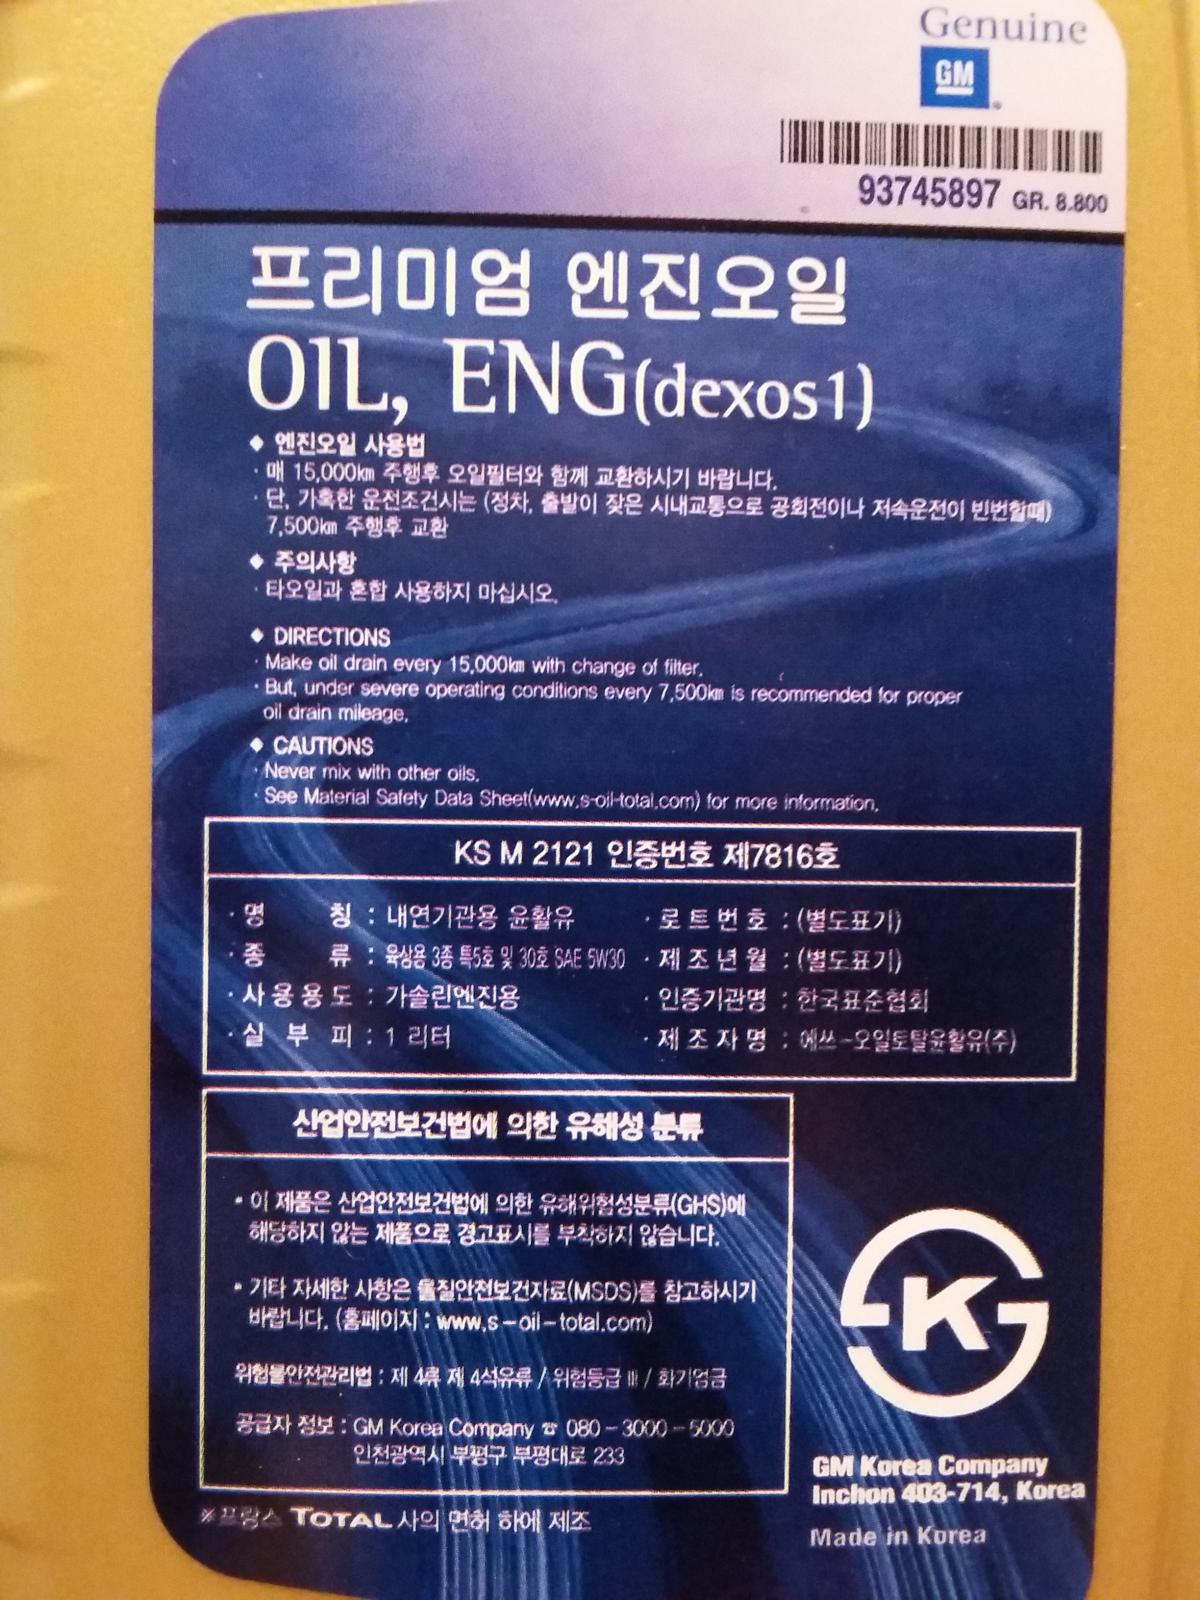 Genuine
GM
93745897 GR. 8.800
프리미엄 엔진오일
OIL, ENG(dexos1)
◆ 엔진오일 사용법
· 매 15,000㎞ 주행후 오일필터와 함께 교환하시기 바랍니다.
· 단, 가혹한 운전조건시는 (정차, 출발이 잦은 시내교통으로 공회전이나 저속운전이 빈번할때)
7,500㎞ 주행후 교환
◆ 주의사항
· 타오일과 혼합 사용하지 마십시오.
◆ DIRECTIONS
· Make oil drain every 15,000㎞ with change of filter.
· But, under severe operating conditions every 7,500㎞ is recommended for proper
oil drain mileage.
◆ CAUTIONS
· Never mix with other oils.
· See Material Safety Data Sheet(www.s-oil-total.com) for more information.
KS M 2121 인증번호 제7816호
· 명 칭 : 내연기관용 윤활유 · 로트번호 : (별도표기)
· 종 류 : 육상용 3종 특5호 및 30호 SAE 5W30 · 제조년월 : (별도표기)
· 사용용도 : 가솔린엔진용 · 인증기관명 : 한국표준협회
· 실 부 피 : 1 리터 · 제조자명 : 에쓰-오일토탈윤활유(주)
산업안전보건법에 의한 유해성 분류
• 이 제품은 산업안전보건법에 의한 유해위험성분류(GHS)에
해당하지 않는 제품으로 경고표시를 부착하지 않습니다.
• 기타 자세한 사항은 물질안전보건자료(MSDS)를 참고하시기
바랍니다. (홈페이지 : www.s-oil-total.com)
위험물안전관리법 : 제 4류 제 4석유류 / 위험등급 Ⅲ / 화기엄금
공급자 정보 : GM Korea Company ☎ 080-3000-5000
인천광역시 부평구 부평대로 233
K
GM Korea Company
Inchon 403-714, Korea
Made in Korea
※프랑스 TOTAL사의 면허 하에 제조